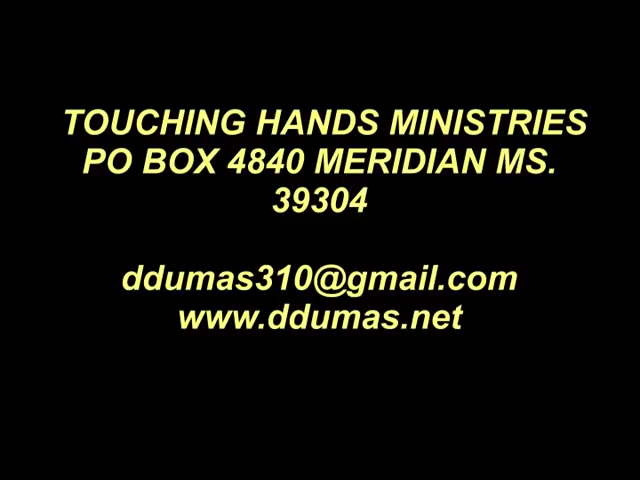 TOUCHING HANDS MINISTRIES
PO BOX 4840 MERIDIAN MS.
39304
ddumas310@gmail.com
www.ddumas.net